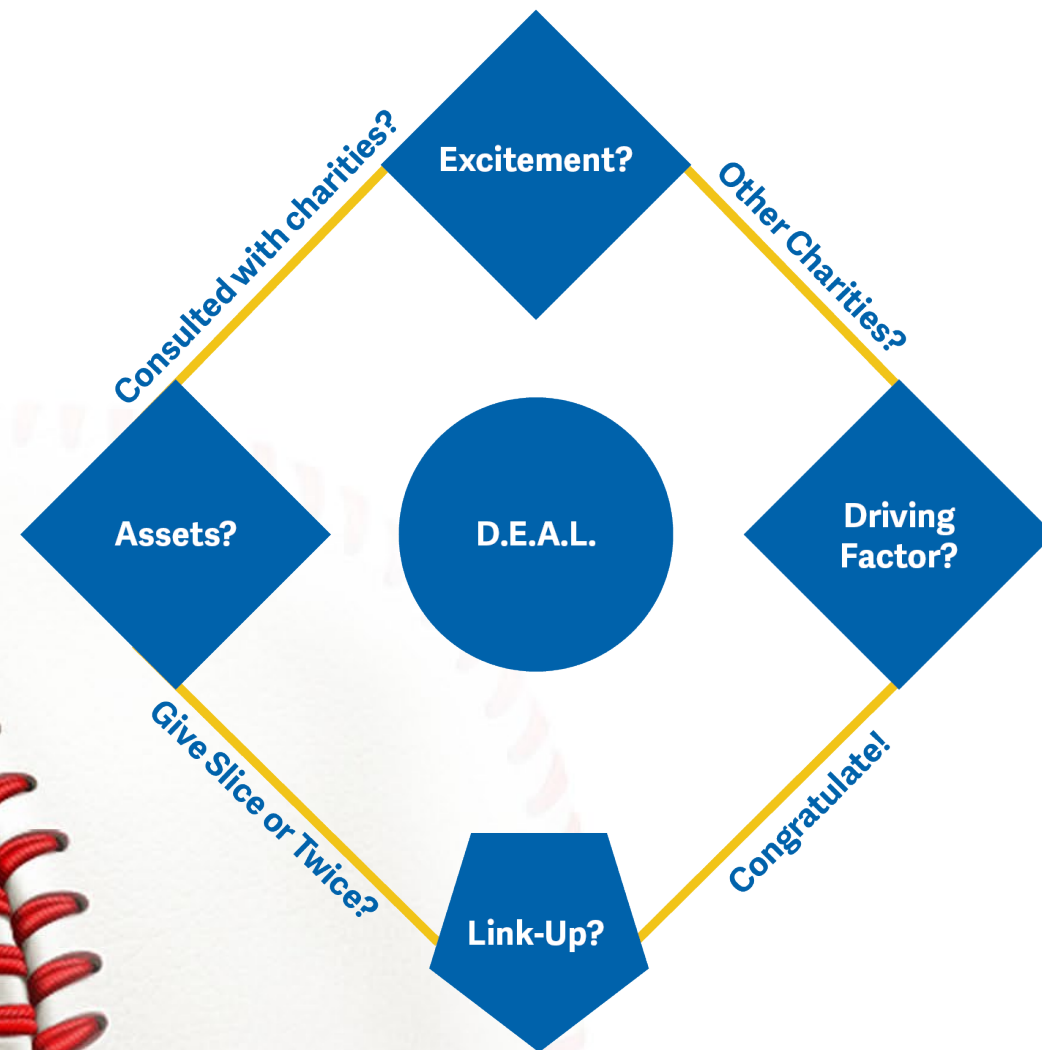 Excitement?
Consulted with charities?
Other Charities?
Assets?
D.E.A.L.
Driving
Factor?
Give Slice or Twice?
Congratulate!
Link-Up?